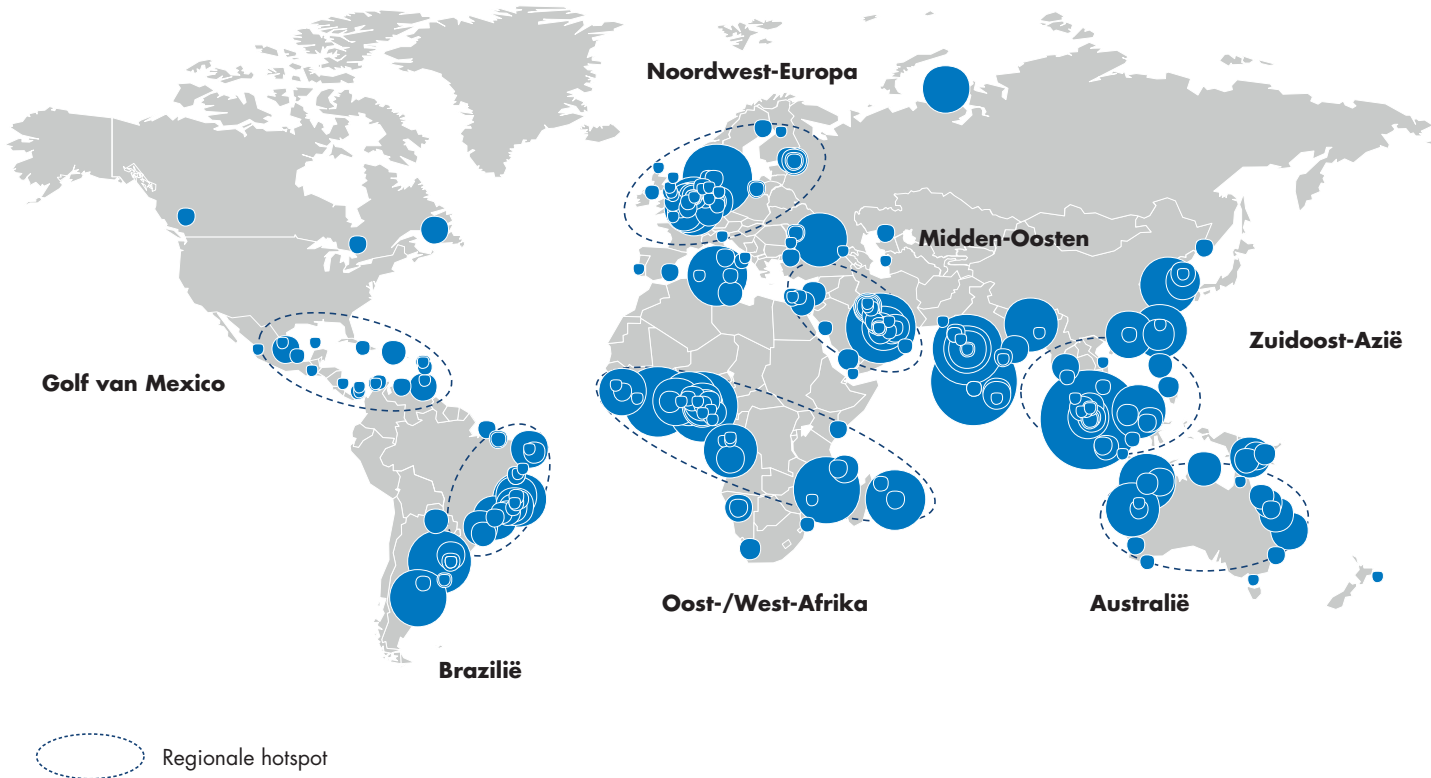 Noordwest-Europa
Midden-Oosten
Zuidoost-Azië
Golf van Mexico
Oost-/West-Afrika
Australië
Brazilië
Regionale hotspot